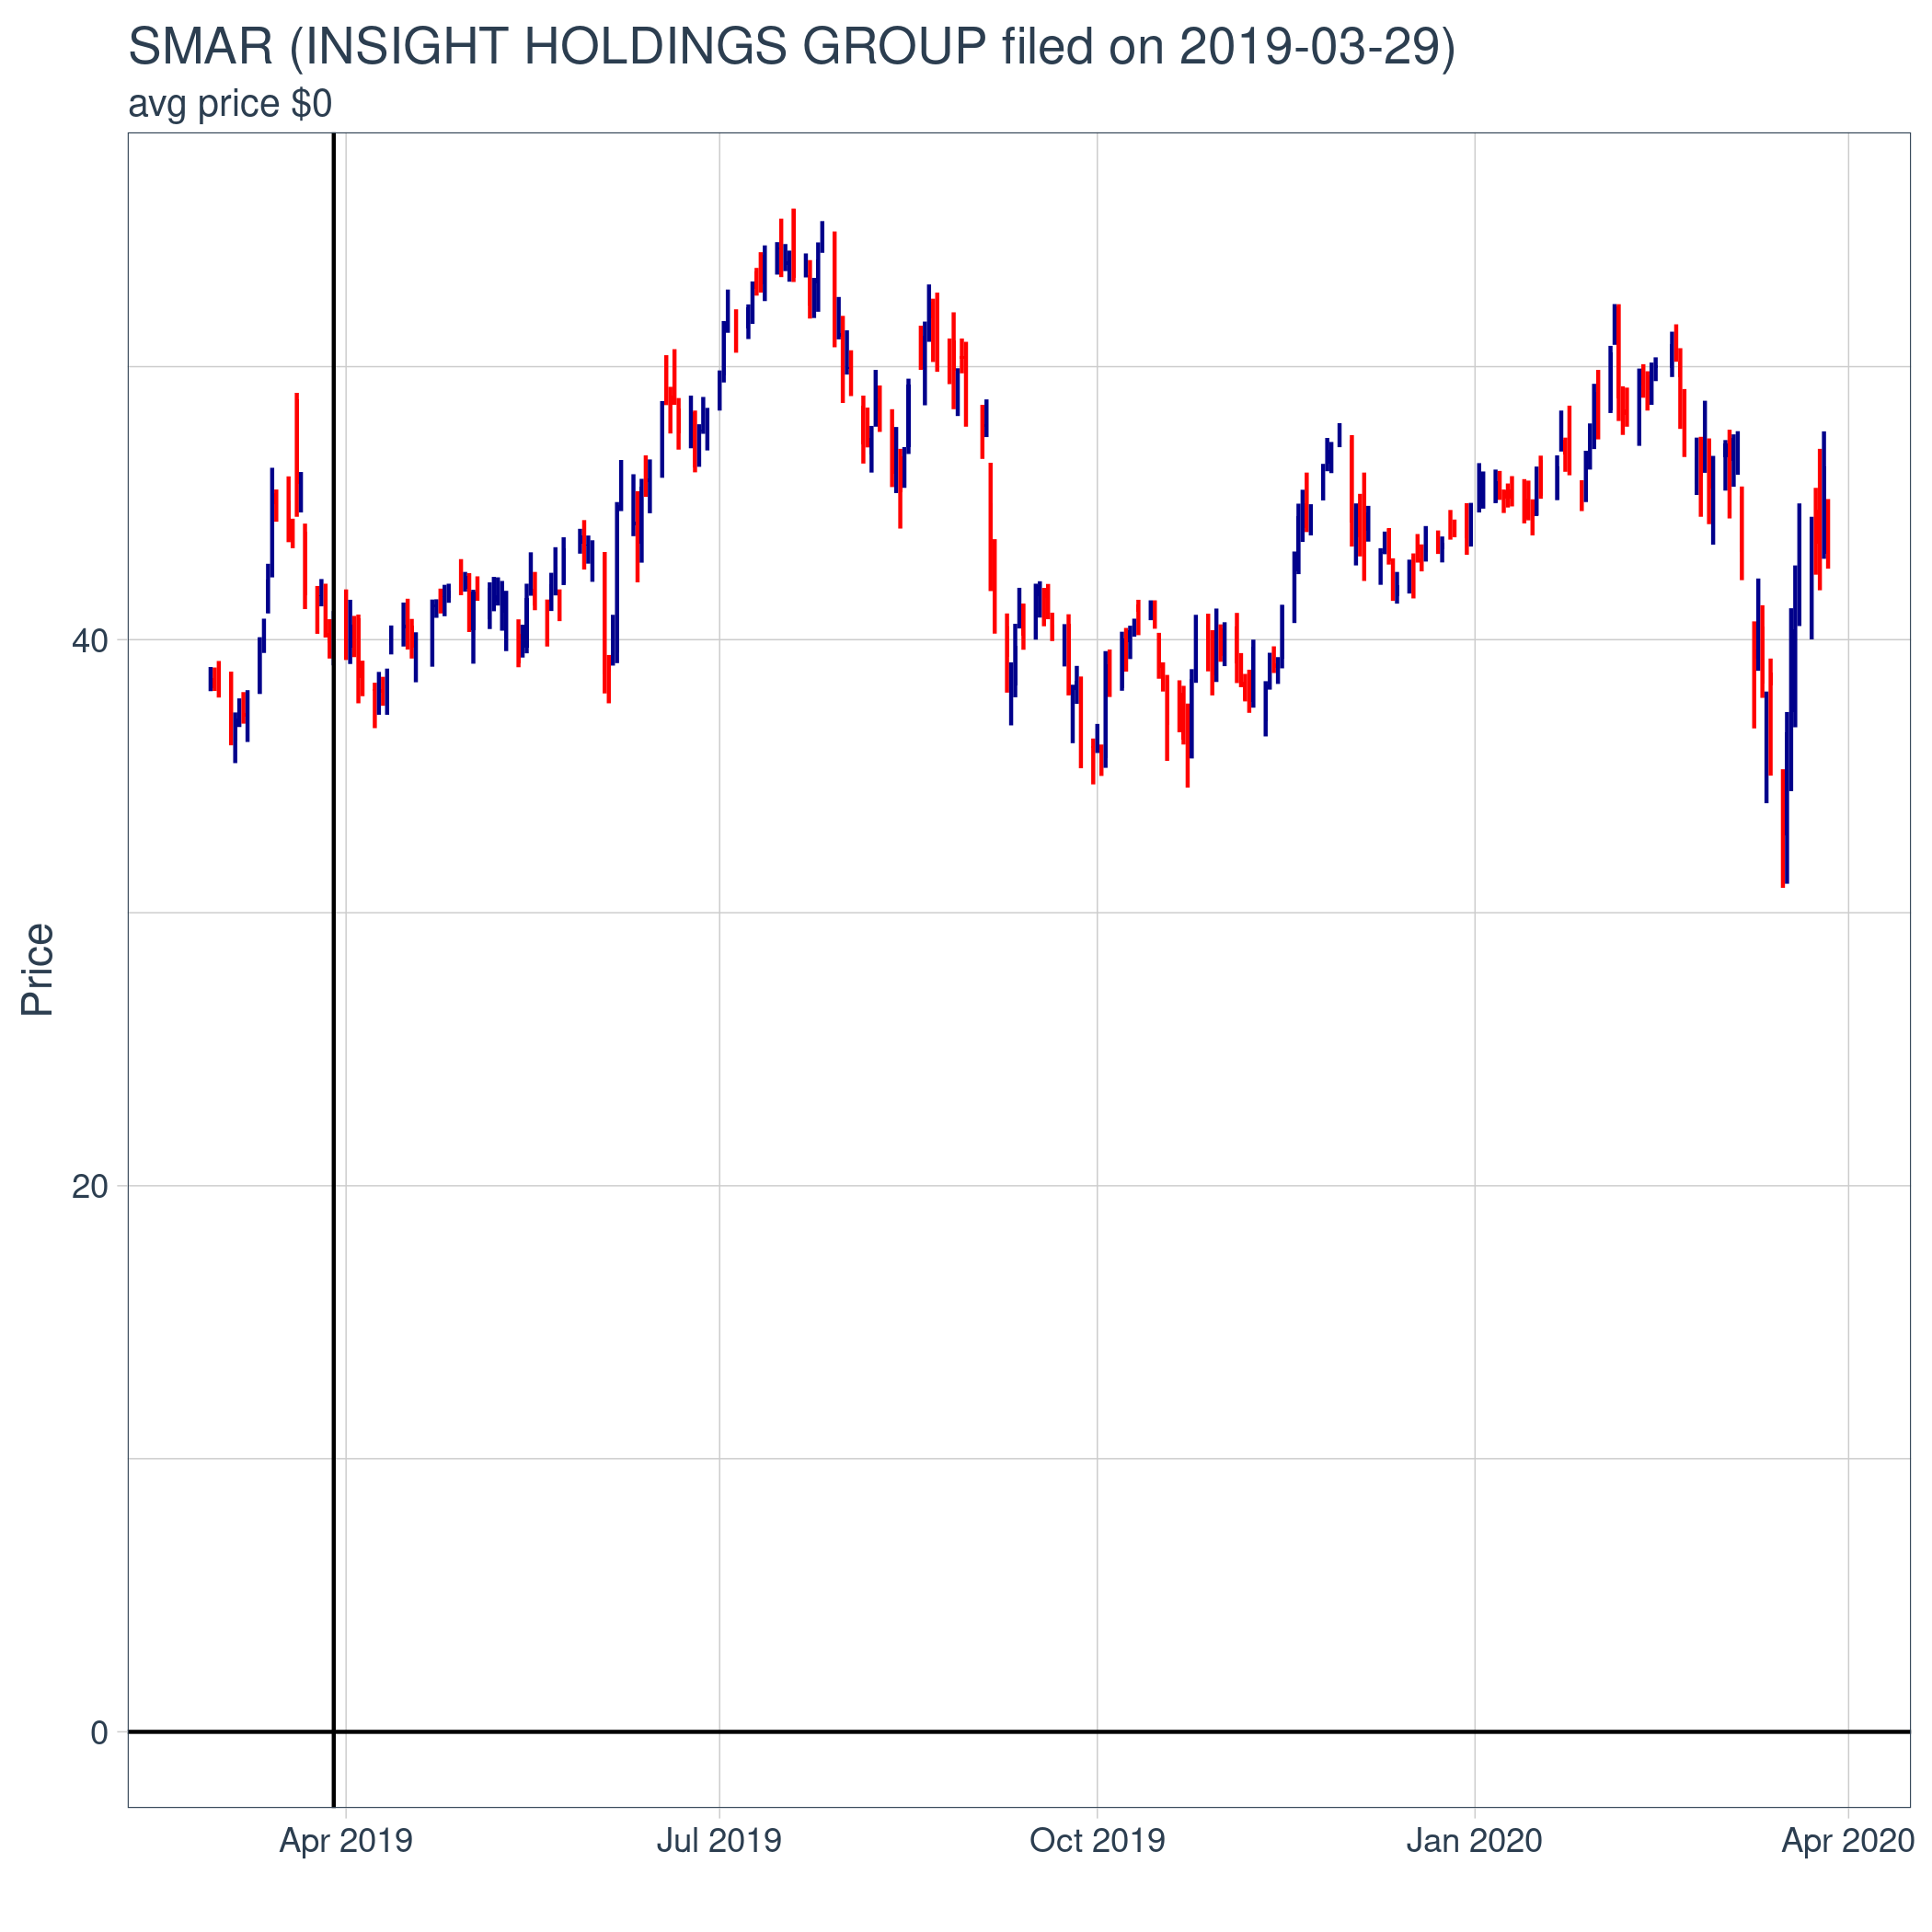 SMAR (INSIGHT HOLDINGS GROUP filed on 2019-03-29)
avg price $0
Price
40
20
0
Apr 2019 Jul 2019 Oct 2019 Jan 2020 Apr 2020